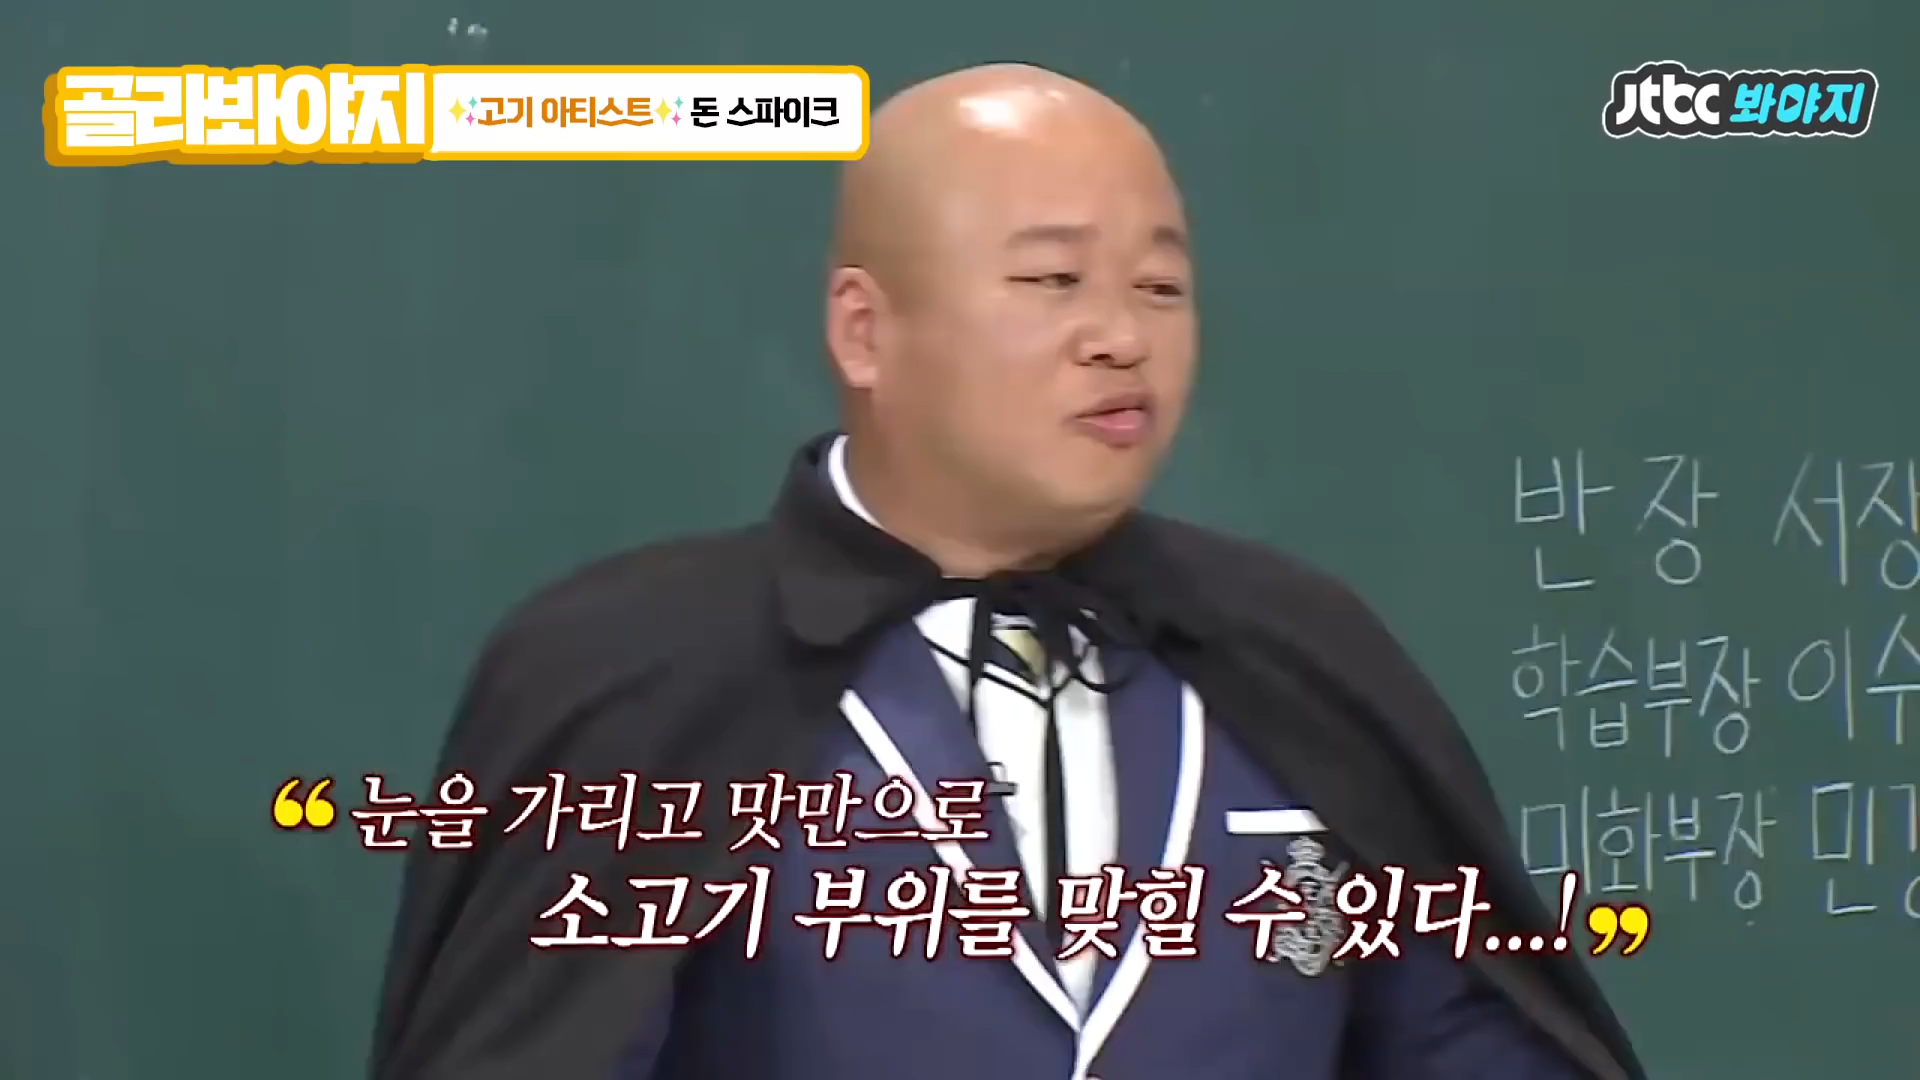 골라봐야지
고기 아티스트 돈 스파이크
jtbc 봐야지
반장 서장
학습부장 이수
미화부장 민
“눈을 가리고 맛만으로
소고기 부위를 맞힐 수 있다...!”